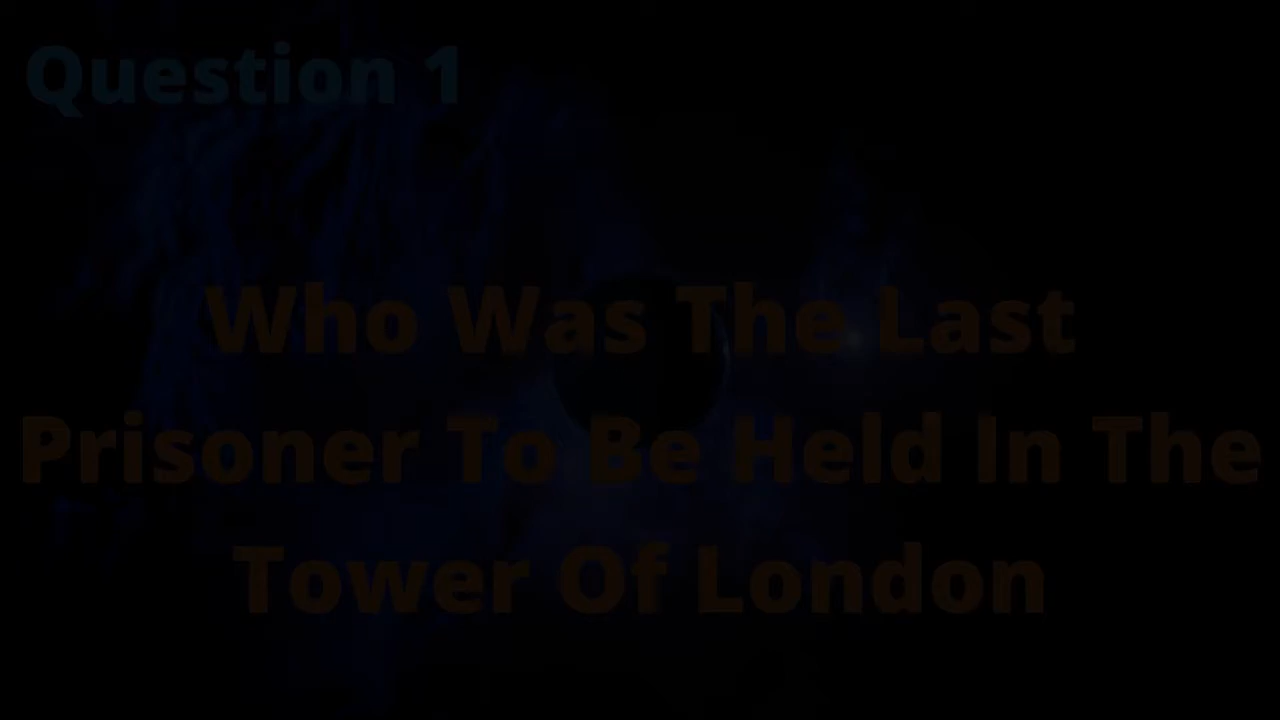 Question 1
Who Was The Last
Prisoner To Be Held In The
Tower Of London